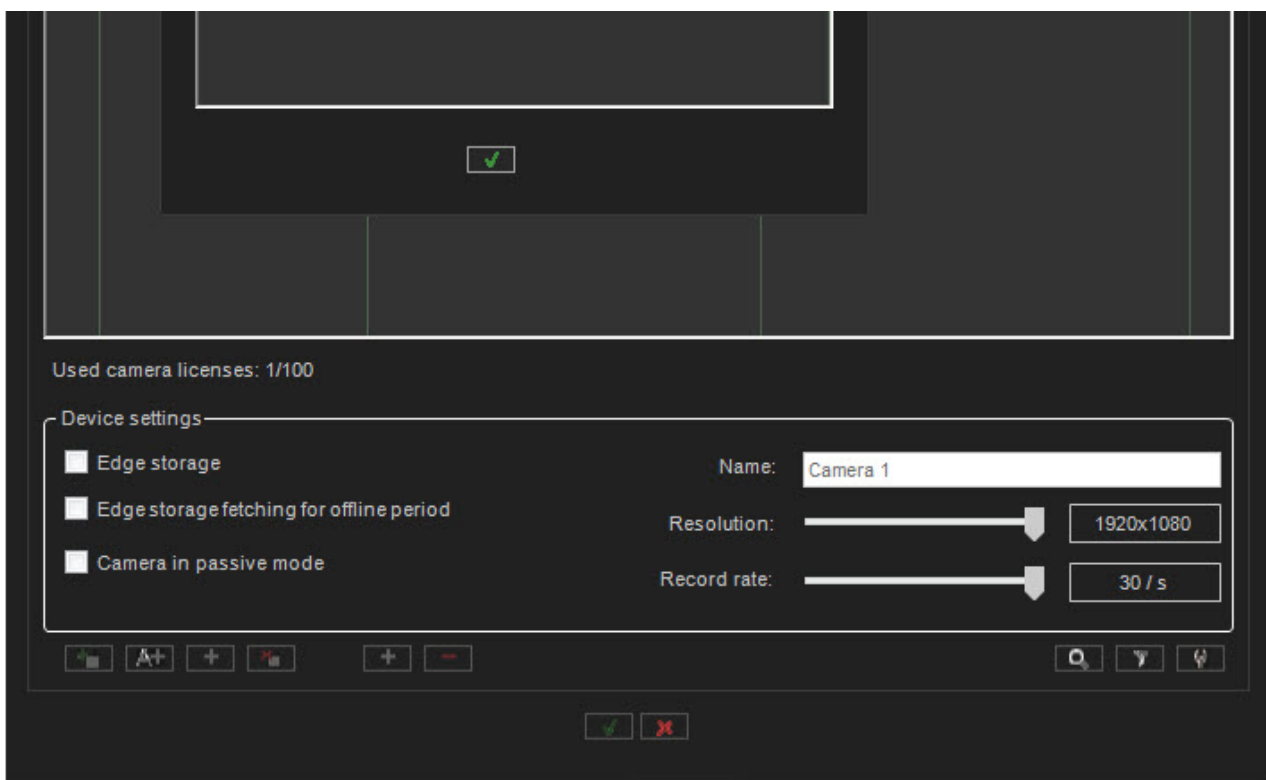 Used camera licenses: 1/100
Device settings
Edge storage
Name:
Camera 1
Edge storage fetching for offline period
Resolution:
1920x1080
Camera in passive mode
Record rate:
30 / s
A+